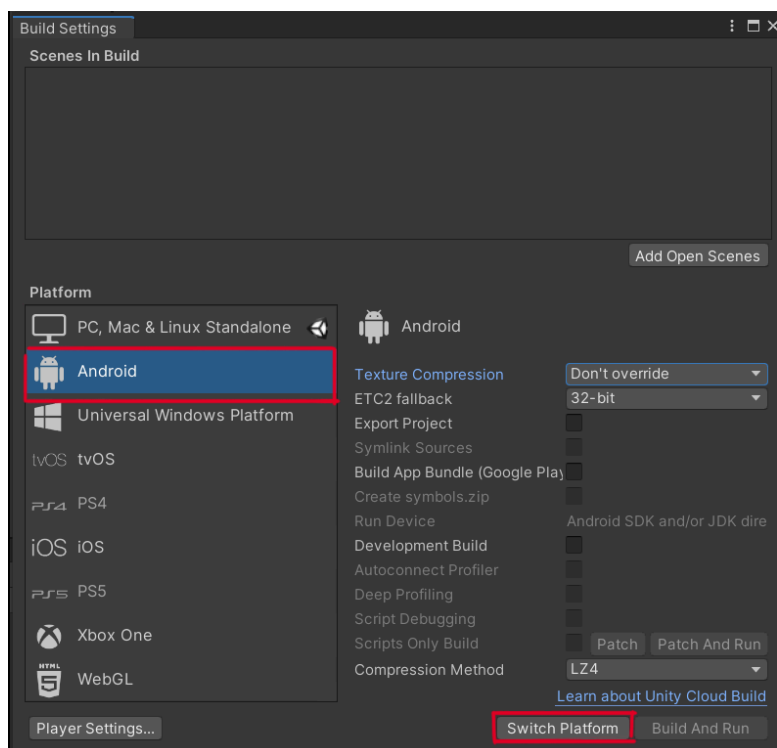 Build Settings
Scenes In Build
Add Open Scenes
Platform
PC, Mac & Linux Standalone
Android
Universal Windows Platform
tvOS tvOS
PS4 PS4
iOS iOS
PS5 PS5
Xbox One
HTML
5 WebGL
Android
Texture Compression Don't override
ETC2 fallback 32-bit
Export Project
Symlink Sources
Build App Bundle (Google Play
Create symbols.zip
Run Device Android SDK and/or JDK dire
Development Build
Autoconnect Profiler
Deep Profiling
Script Debugging
Scripts Only Build Patch Patch And Run
Compression Method LZ4
Learn about Unity Cloud Build
Player Settings... Switch Platform Build And Run